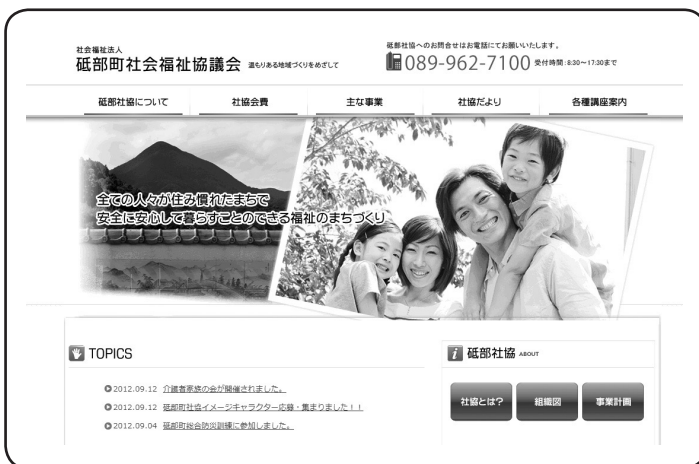 社会福祉法人
砥部町社会福祉協議会 温もりある地域づくりをめざして
砥部社協へのお問合せはお電話にてお願いいたします。
089-962-7100 受付時間:8:30~17:30まで
砥部社協について 社協会費 主な事業 社協だより 各種講座案内
全ての人々が住み慣れたまちで
安全に安心して暮らすことのできる福祉のまちづくり
TOPICS
2012.09.12 介護者家族の会が開催されました。
2012.09.12 砥部町社協イメージキャラクター応募・集まりました!!
2012.09.04 砥部町総合防災訓練に参加しました。
砥部社協 ABOUT
社協とは? 組織図 事業計画